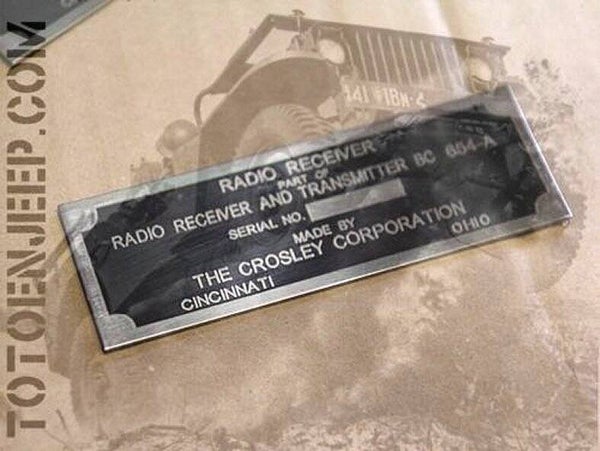 TOTOENJEEP.COM
RADIO RECEIVER
PART OF
RADIO RECEIVER AND TRANSMITTER BC 654-A
SERIAL NO.
MADE BY
THE CROSLEY CORPORATION
CINCINNATI OHIO